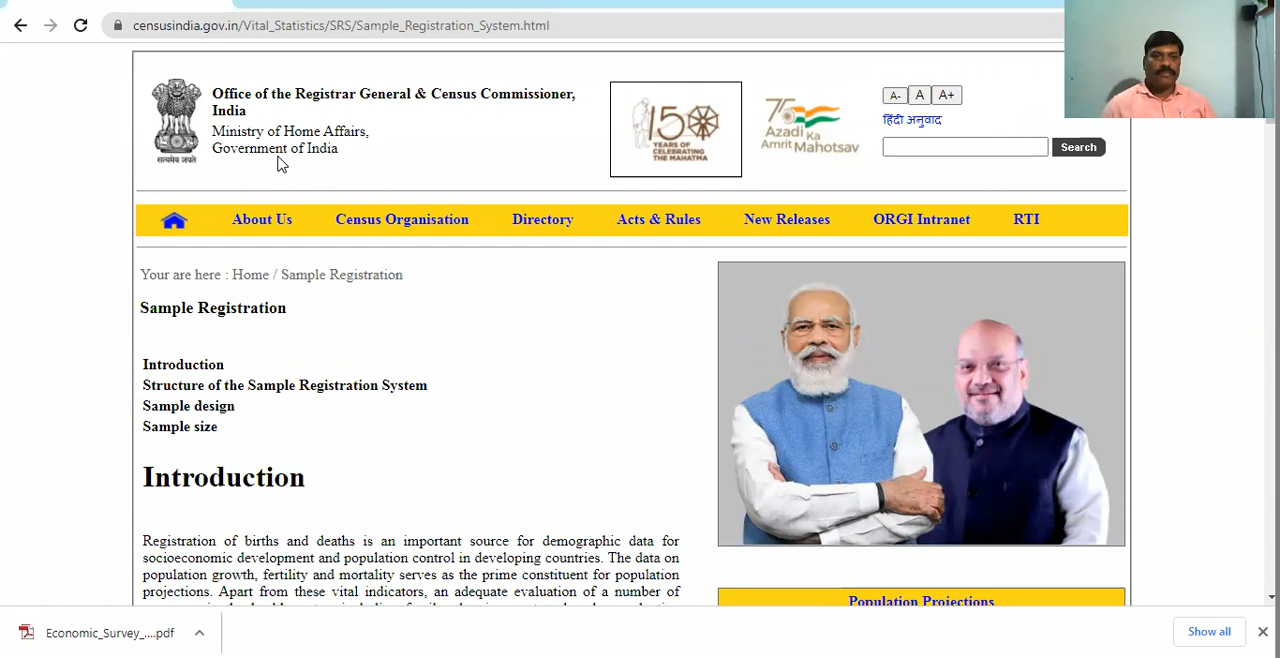 censusindia.gov.in/Vital_Statistics/SRS/Sample_Registration_System.html
Office of the Registrar General & Census Commissioner,
India
Ministry of Home Affairs,
Government of India
सत्यमेव जयते
150
YEARS OF
CELEBRATING
THE MAHATMA
75
Azadi Ka
Amrit Mahotsav
A- A A+
हिंदी अनुवाद
Search
About Us Census Organisation Directory Acts & Rules New Releases ORGI Intranet RTI
Your are here : Home / Sample Registration
Sample Registration
Introduction
Structure of the Sample Registration System
Sample design
Sample size
Introduction
Registration of births and deaths is an important source for demographic data for
socioeconomic development and population control in developing countries. The data on
population growth, fertility and mortality serves as the prime constituent for population
projections. Apart from these vital indicators, an adequate evaluation of a number of
Population Projections
Economic_Survey_....pdf
Show all